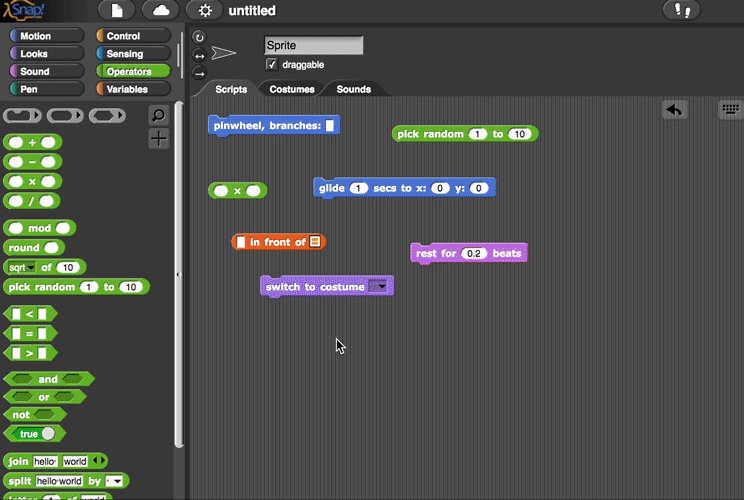 Snap! untitled
Motion Control
Looks Sensing
Sound Operators
Pen Variables
Sprite
draggable
Scripts Costumes Sounds
+
−
×
/
mod
round
sqrt of 10
pick random 1 to 10
<
=
>
and
or
not
true
join hello world
split hello world by
pinwheel, branches:
pick random 1 to 10
×
glide 1 secs to x: 0 y: 0
in front of
rest for 0.2 beats
switch to costume